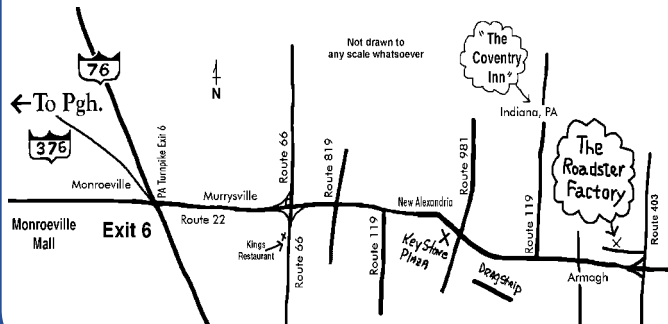 Not drawn to
any scale whatsoever
"The
Coventry
Inn"
76
N
←To Pgh.
376
Indiana, PA
The
Roadster
Factory
PA Turnpike Exit 6
Route 66
Route 819
Route 981
Route 119
Route 403
Monroeville
Murrysville
New Alexandria
Route 22
Monroeville
Mall
Exit 6
Kings
Restaurant
x
Route 66
Route 119
X
KeyStone
Plaza
Dragstrip
X
Armagh